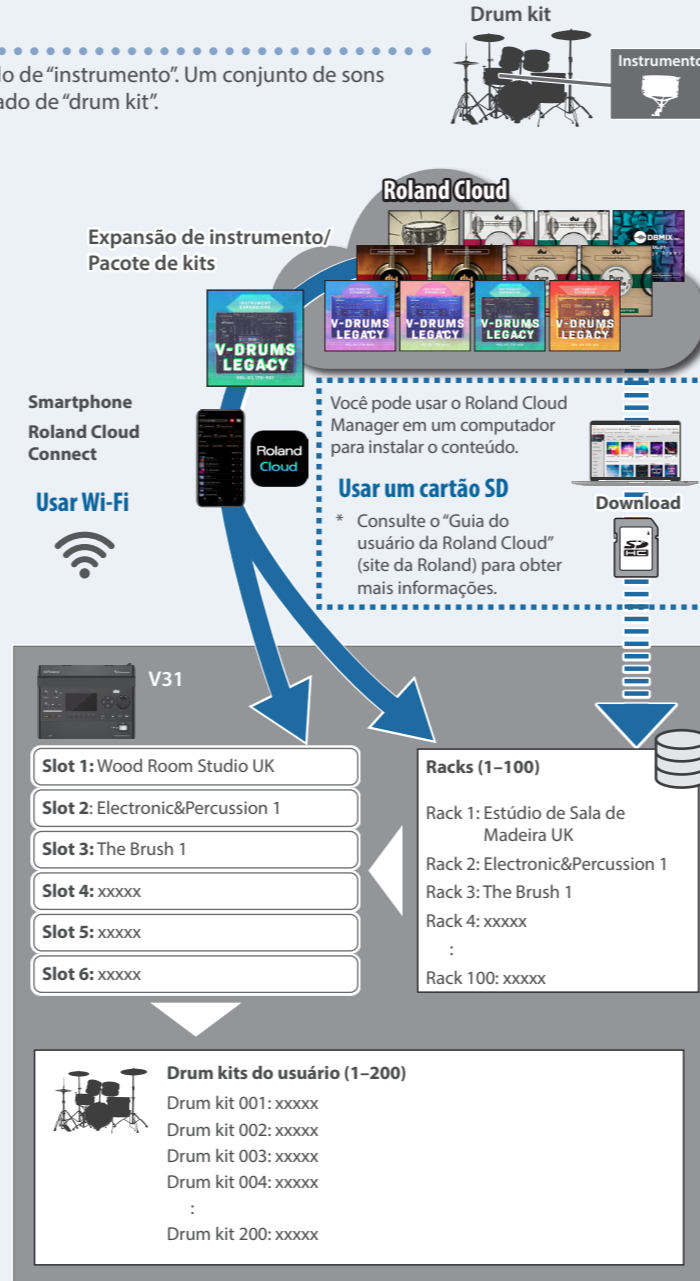 Drum kit
Instrumento
do de "instrumento". Um conjunto de sons
ado de "drum kit".
Roland Cloud
Expansão de instrumento/
Pacote de kits
DBMIX
INSTRUMENT
EXPANSIONS
V-DRUMS
LEGACY
V-DRUMS
LEGACY
V-DRUMS
LEGACY
V-DRUMS
LEGACY
V-DRUMS
LEGACY
Smartphone
Roland Cloud
Connect
Usar Wi-Fi
Roland
Cloud
Você pode usar o Roland Cloud
Manager em um computador
para instalar o conteúdo.
Usar um cartão SD
* Consulte o "Guia do
usuário da Roland Cloud"
(site da Roland) para obter
mais informações.
Download
SD
HC
V31
Slot 1: Wood Room Studio UK
Slot 2: Electronic&Percussion 1
Slot 3: The Brush 1
Slot 4: xxxxx
Slot 5: xxxxx
Slot 6: xxxxx
Racks (1–100)
Rack 1: Estúdio de Sala de
Madeira UK
Rack 2: Electronic&Percussion 1
Rack 3: The Brush 1
Rack 4: xxxxx
:
Rack 100: xxxxx
Drum kits do usuário (1–200)
Drum kit 001: xxxxx
Drum kit 002: xxxxx
Drum kit 003: xxxxx
Drum kit 004: xxxxx
:
Drum kit 200: xxxxx